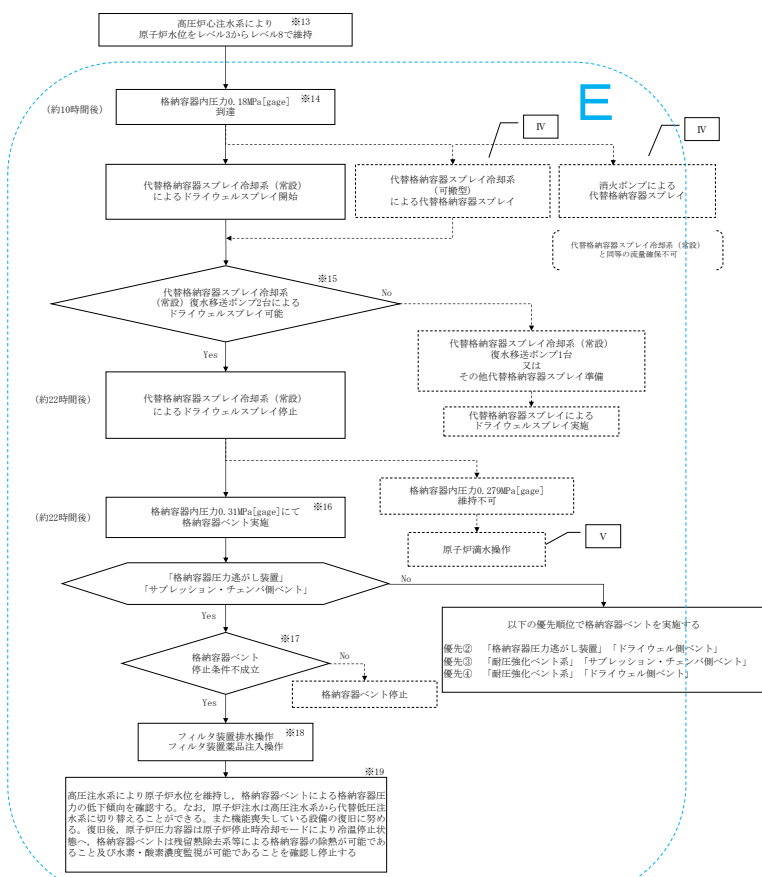 高圧炉心注水系により ※13
原子炉水位をレベル3からレベル8で維持
E
(約10時間後)
格納容器内圧力0.18MPa[gage] ※14
到達
Ⅳ
Ⅳ
代替格納容器スプレイ冷却系(常設)
によるドライウェルスプレイ開始
代替格納容器スプレイ冷却系
(可搬型)
による代替格納容器スプレイ
消火ポンプによる
代替格納容器スプレイ
代替格納容器スプレイ冷却系(常設)
と同等の流量確保不可
※15
代替格納容器スプレイ冷却系
(常設)復水移送ポンプ2台による
ドライウェルスプレイ可能
No
Yes
代替格納容器スプレイ冷却系(常設)
復水移送ポンプ1台
又は
その他代替格納容器スプレイ準備
(約22時間後)
代替格納容器スプレイ冷却系(常設)
によるドライウェルスプレイ停止
代替格納容器スプレイによる
ドライウェルスプレイ実施
格納容器内圧力0.279MPa[gage]
維持不可
(約22時間後)
格納容器内圧力0.31MPa[gage]にて ※16
格納容器ベント実施
Ⅴ
原子炉満水操作
「格納容器圧力逃がし装置」
「サプレッション・チェンバ側ベント」
No
Yes
以下の優先順位で格納容器ベントを実施する
優先② 「格納容器圧力逃がし装置」「ドライウェル側ベント」
優先③ 「耐圧強化ベント系」「サプレッション・チェンバ側ベント」
優先④ 「耐圧強化ベント系」「ドライウェル側ベント」
※17
格納容器ベント
停止条件不成立
No
格納容器ベント停止
Yes
フィルタ装置排水操作 ※18
フィルタ装置薬品注入操作
※19
高圧注水系により原子炉水位を維持し,格納容器ベントによる格納容器圧
力の低下傾向を確認する。なお,原子炉注水は高圧注水系から代替低圧注
水系に切り替えることができる。また機能喪失している設備の復旧に努め
る。復旧後,原子炉圧力容器は原子炉停止時冷却モードにより冷温停止状
態へ,格納容器ベントは残留熱除去系等による格納容器の除熱が可能であ
ること及び水素・酸素濃度監視が可能であることを確認し停止する